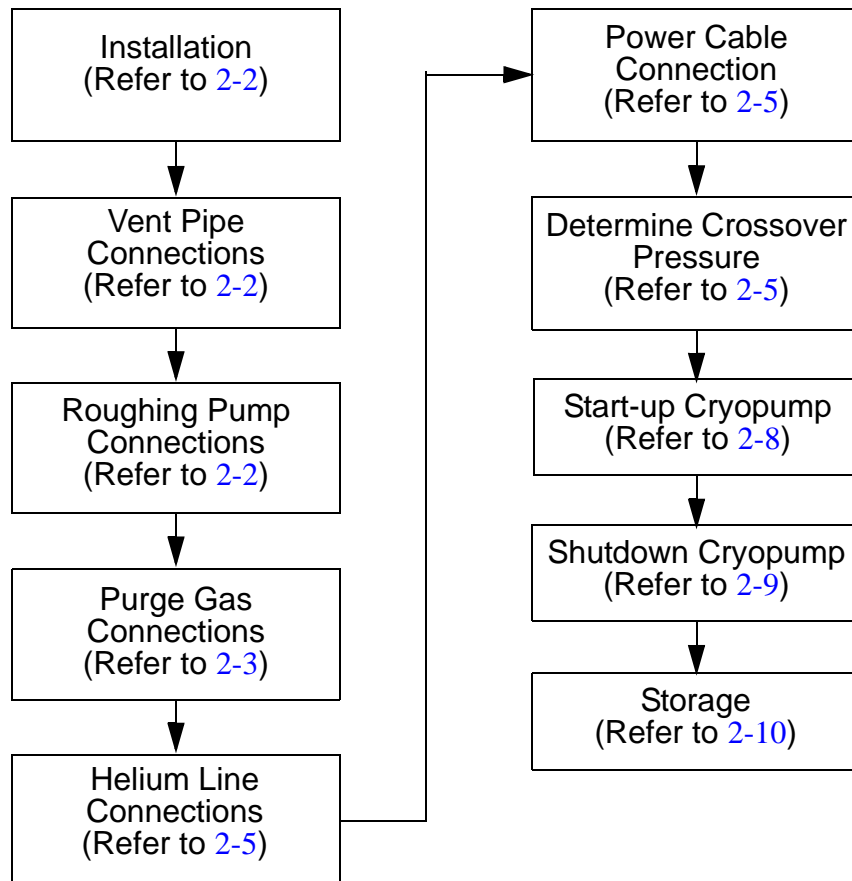 Installation
(Refer to 2-2)
Vent Pipe
Connections
(Refer to 2-2)
Roughing Pump
Connections
(Refer to 2-2)
Purge Gas
Connections
(Refer to 2-3)
Helium Line
Connections
(Refer to 2-5)
Power Cable
Connection
(Refer to 2-5)
Determine Crossover
Pressure
(Refer to 2-5)
Start-up Cryopump
(Refer to 2-8)
Shutdown Cryopump
(Refer to 2-9)
Storage
(Refer to 2-10)